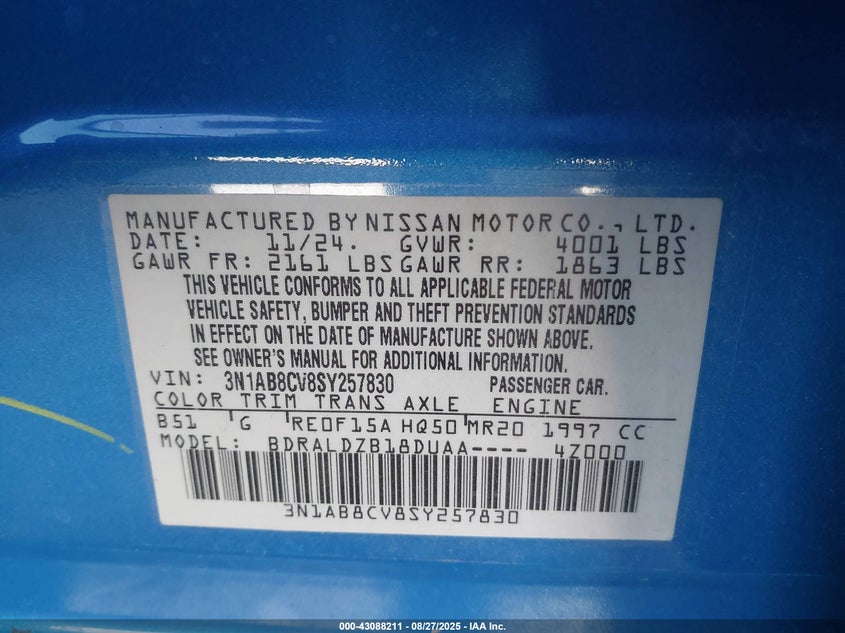 MANUFACTURED BY NISSAN MOTOR CO., LTD.
DATE: 11/24. GVWR: 4001 LBS
GAWR FR: 2161 LBS GAWR RR: 1863 LBS
THIS VEHICLE CONFORMS TO ALL APPLICABLE FEDERAL MOTOR
VEHICLE SAFETY, BUMPER AND THEFT PREVENTION STANDARDS
IN EFFECT ON THE DATE OF MANUFACTURE SHOWN ABOVE.
SEE OWNER'S MANUAL FOR ADDITIONAL INFORMATION.
VIN: 3N1AB8CV8SY257830 PASSENGER CAR.
COLOR TRIM TRANS AXLE ENGINE
B51 G RE0F15A HQ50 MR20 1997 CC
MODEL: BDRALDZB18DUAA---- 4Z000
3N1AB8CV8SY257830
000-43088211 - 08/27/2025 - IAA Inc.